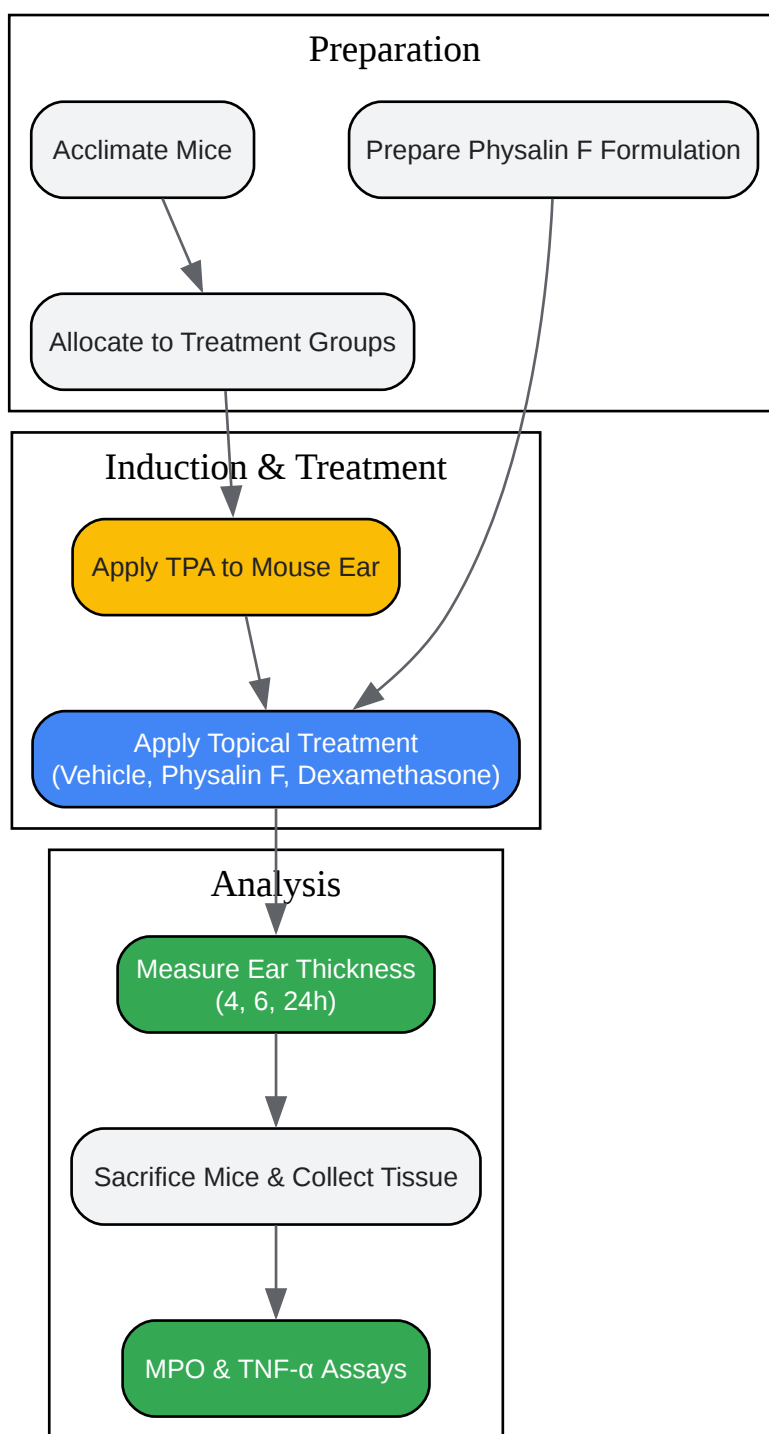 Preparation
Acclimate Mice
Prepare Physalin F Formulation
Allocate to Treatment Groups
Induction & Treatment
Apply TPA to Mouse Ear
Apply Topical Treatment
(Vehicle, Physalin F, Dexamethasone)
Analysis
Measure Ear Thickness
(4, 6, 24h)
Sacrifice Mice & Collect Tissue
MPO & TNF-α Assays